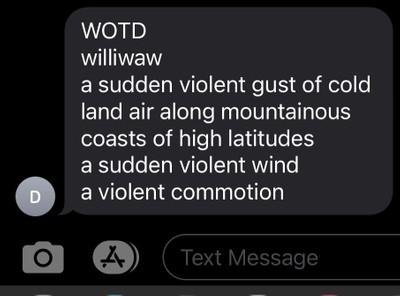 WOTD
williwaw
a sudden violent gust of cold
land air along mountainous
coasts of high latitudes
a sudden violent wind
a violent commotion
D
Text Message